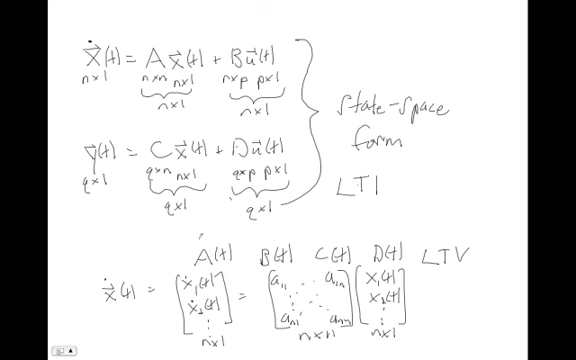 ẋ⃗(t) = A x⃗(t) + B u⃗(t)
n×1 n×n n×1 n×p p×1
n×1 n×1
state-space
form
y⃗(t) = C x⃗(t) + D u⃗(t)
q×1 q×n n×1 q×p p×1
q×1 q×1
LTI
A(t) B(t) C(t) D(t) LTV
ẋ⃗(t) = [ẋ₁(t) ẋ₂(t) ⋮] = [a₁₁ ⋯ a₁ₙ ⋮ ⋱ ⋮ aₙ₁ ⋯ aₙₙ] [x₁(t) x₂(t) ⋮]
n×1 n×n n×1